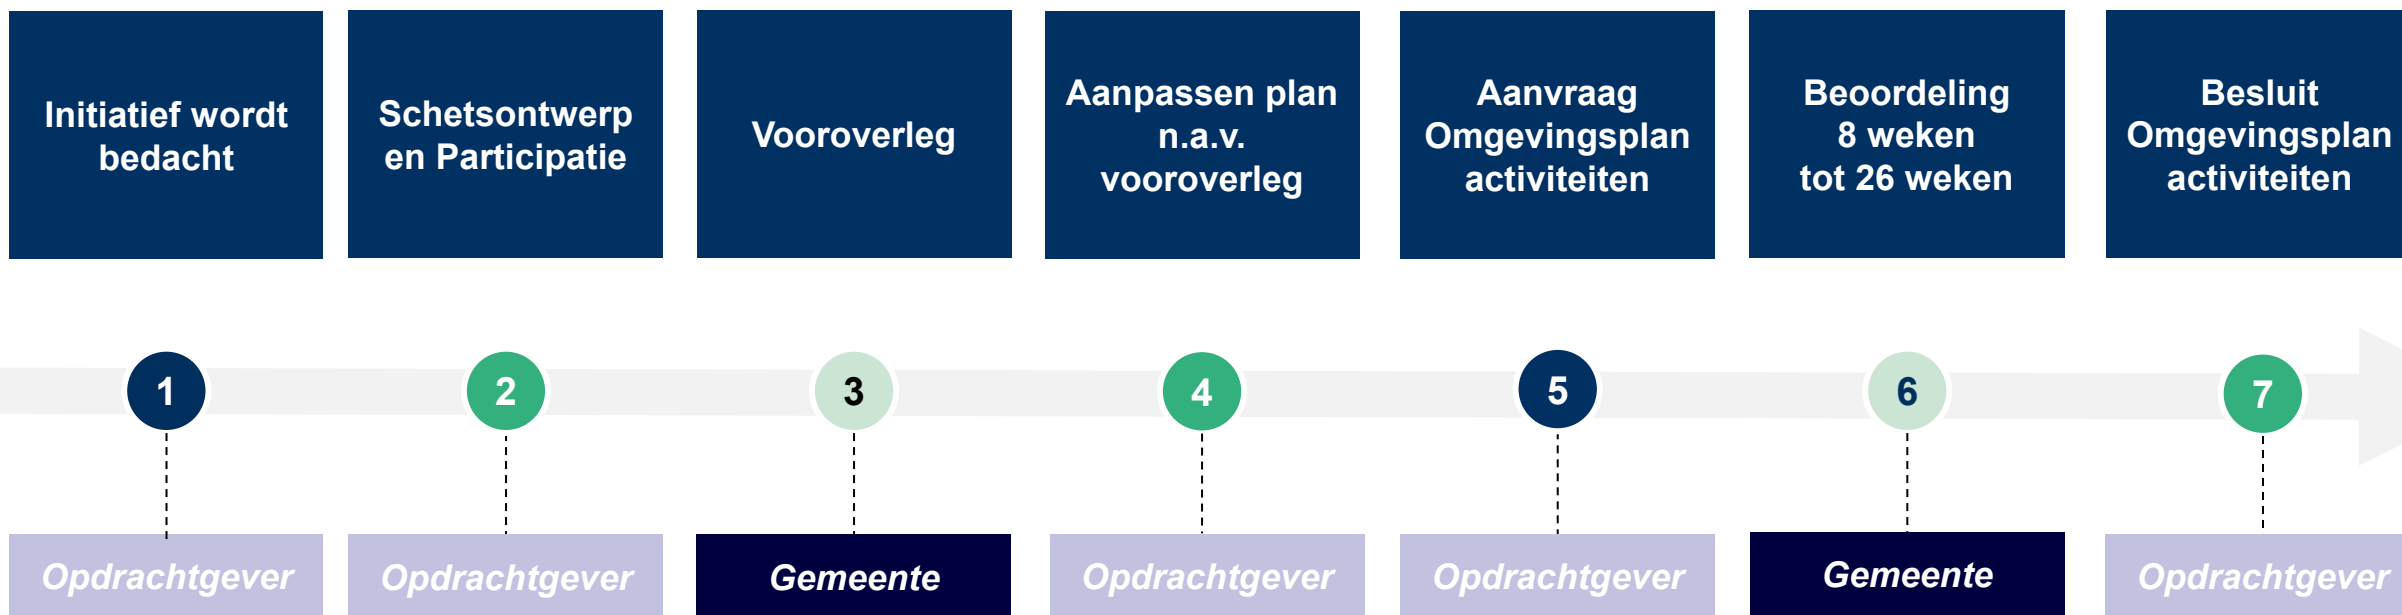 Initiatief wordt
bedacht
Schetsontwerp
en Participatie
Vooroverleg
Aanpassen plan
n.a.v.
vooroverleg
Aanvraag
Omgevingsplan
activiteiten
Beoordeling
8 weken
tot 26 weken
Besluit
Omgevingsplan
activiteiten
1
2
3
4
5
6
7
Opdrachtgever
Opdrachtgever
Gemeente
Opdrachtgever
Opdrachtgever
Gemeente
Opdrachtgever